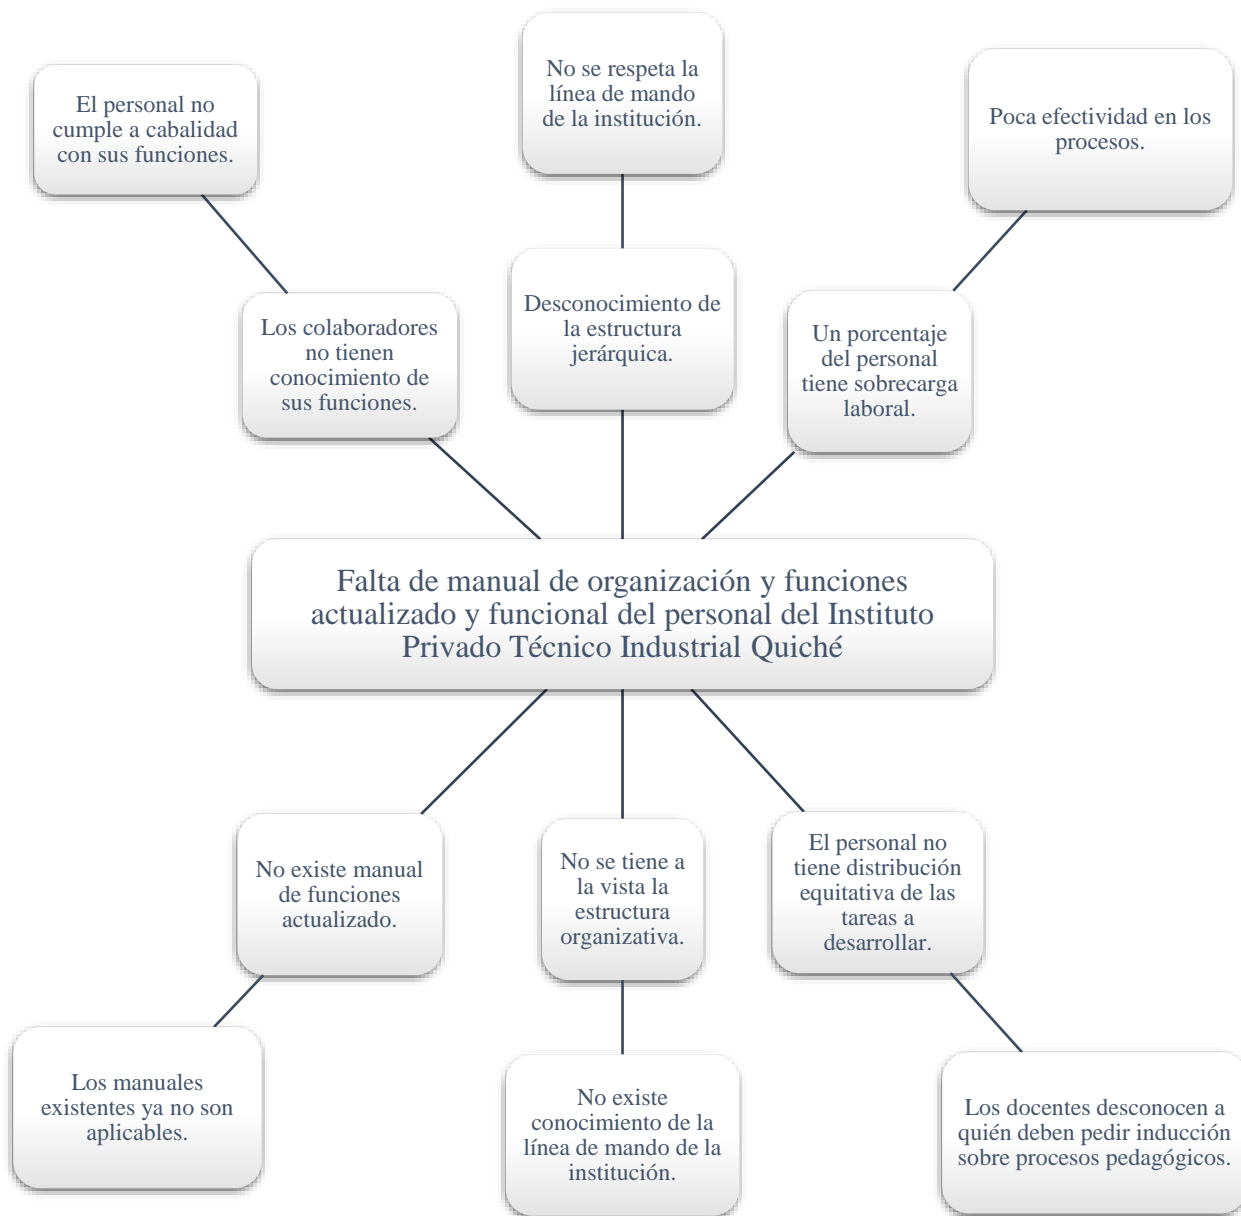 No se respeta la
línea de mando
de la institución.
El personal no
cumple a cabalidad
con sus funciones.
Poca efectividad en los
procesos.
Los colaboradores
no tienen
conocimiento de
sus funciones.
Desconocimiento de
la estructura
jerárquica.
Un porcentaje
del personal
tiene sobrecarga
laboral.
Falta de manual de organización y funciones
actualizado y funcional del personal del Instituto
Privado Técnico Industrial Quiché
No existe manual
de funciones
actualizado.
No se tiene a
la vista la
estructura
organizativa.
El personal no
tiene distribución
equitativa de las
tareas a
desarrollar.
Los manuales
existentes ya no son
aplicables.
No existe
conocimiento de la
línea de mando de la
institución.
Los docentes desconocen a
quién deben pedir inducción
sobre procesos pedagógicos.